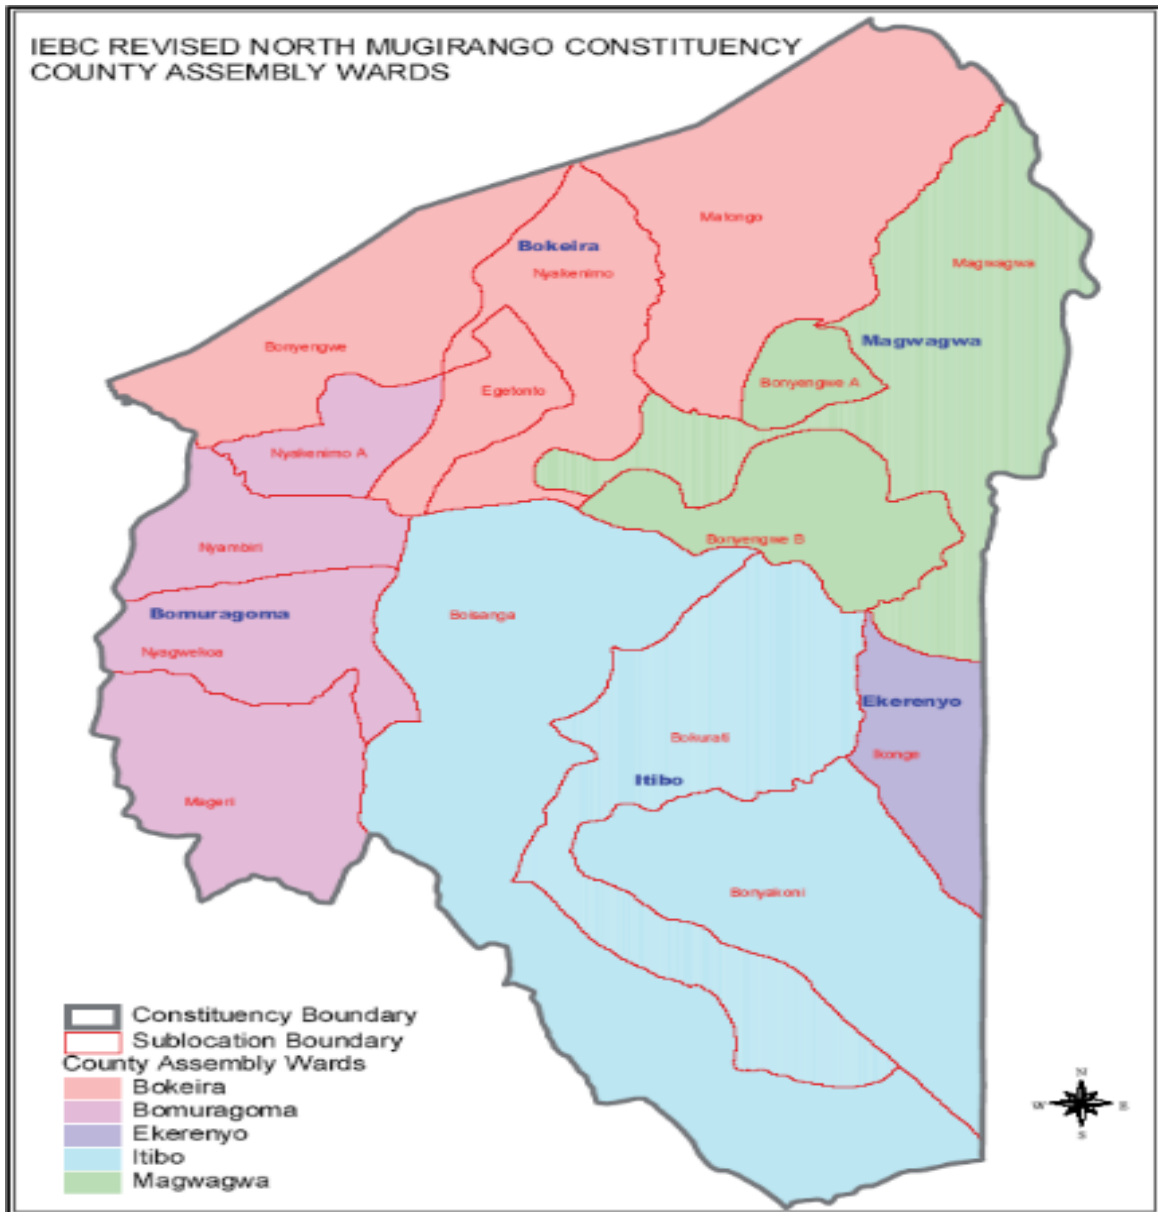 IEBC REVISED NORTH MUGIRANGO CONSTITUENCY
COUNTY ASSEMBLY WARDS
Matongo
Bokeira
Nyakenimo
Magwagwa
Magwagwa
Bonyengwe
Bonyengwe A
Egetonto
Nyakenimo A
Bonyengwe B
Nyambiri
Bomuragoma
Boisanga
Nyagwekoa
Ekerenyo
Bokurati
Ikonge
Itibo
Mageri
Bonyakoni
Constituency Boundary
Sublocation Boundary
County Assembly Wards
Bokeira
Bomuragoma
Ekerenyo
Itibo
Magwagwa
N
W E
S